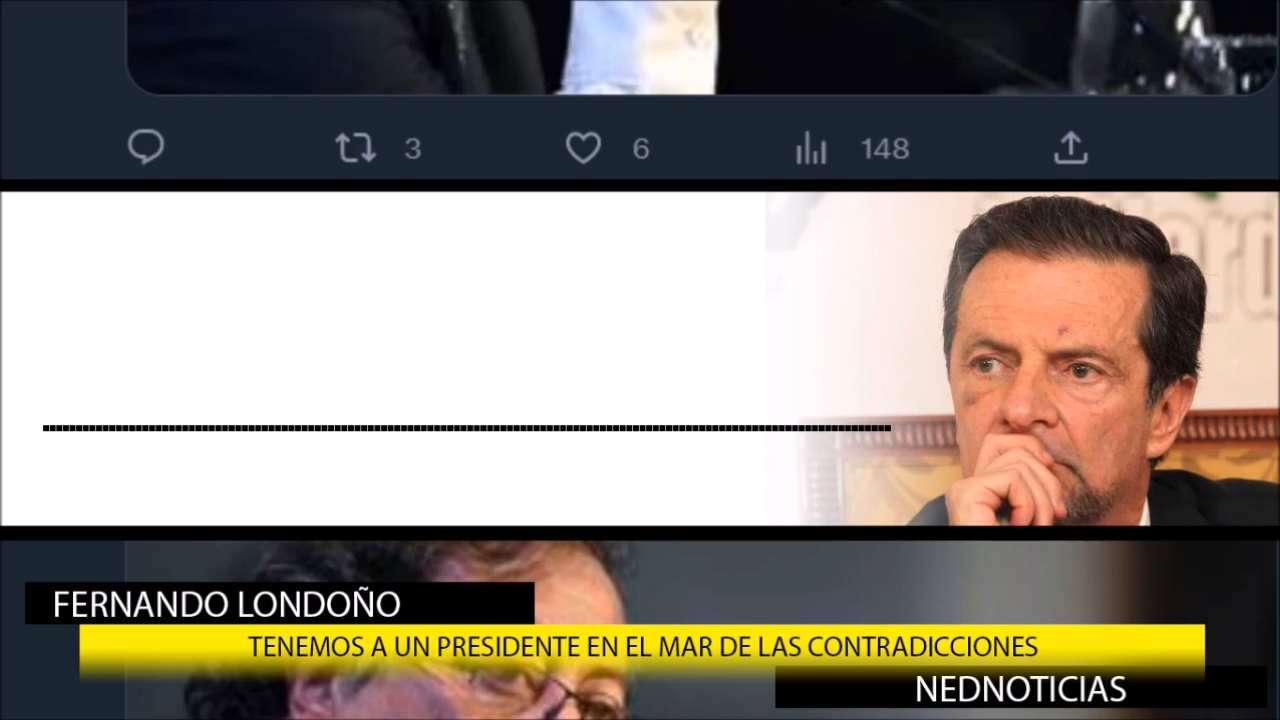 3
6
148
FERNANDO LONDOÑO
TENEMOS A UN PRESIDENTE EN EL MAR DE LAS CONTRADICCIONES
NEDNOTICIAS